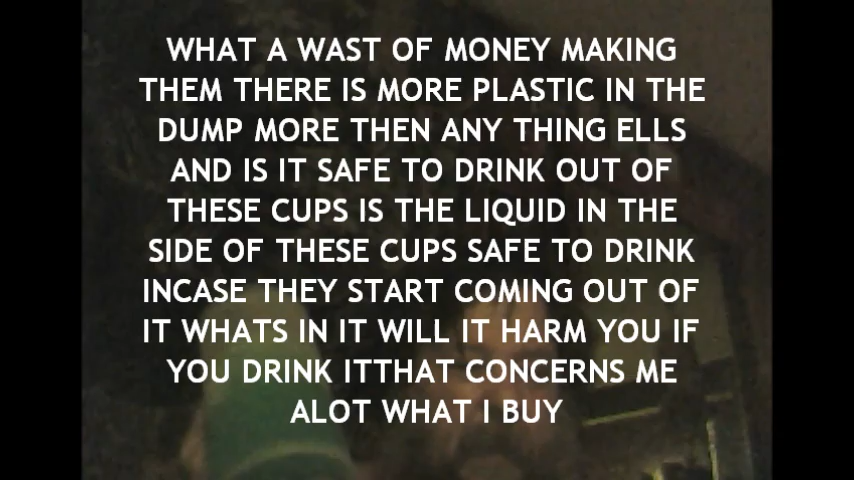 WHAT A WAST OF MONEY MAKING
THEM THERE IS MORE PLASTIC IN THE
DUMP MORE THEN ANY THING ELLS
AND IS IT SAFE TO DRINK OUT OF
THESE CUPS IS THE LIQUID IN THE
SIDE OF THESE CUPS SAFE TO DRINK
INCASE THEY START COMING OUT OF
IT WHATS IN IT WILL IT HARM YOU IF
YOU DRINK ITTHAT CONCERNS ME
ALOT WHAT I BUY